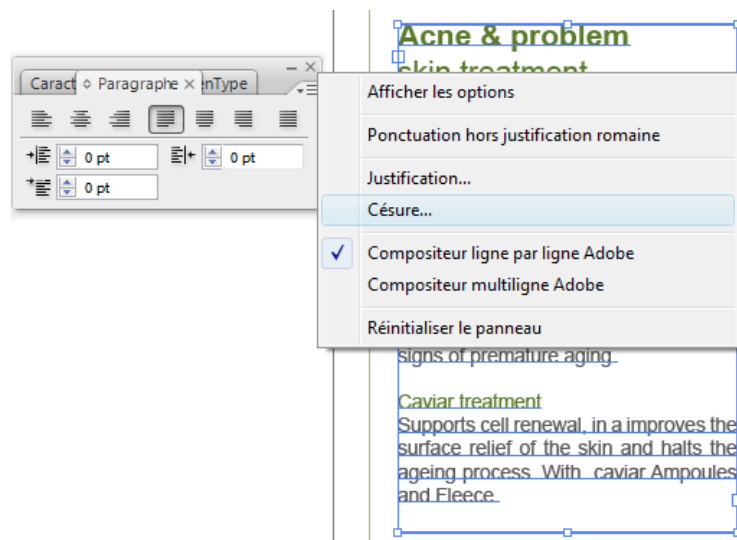 Acne & problem
skin treatment
Caract
Paragraphe
nType
0 pt
0 pt
0 pt
Afficher les options
Ponctuation hors justification romaine
Justification...
Césure...
Compositeur ligne par ligne Adobe
Compositeur multiligne Adobe
Réinitialiser le panneau
signs of premature aging
Caviar treatment
Supports cell renewal, in a improves the
surface relief of the skin and halts the
ageing process. With caviar Ampoules
and Fleece.